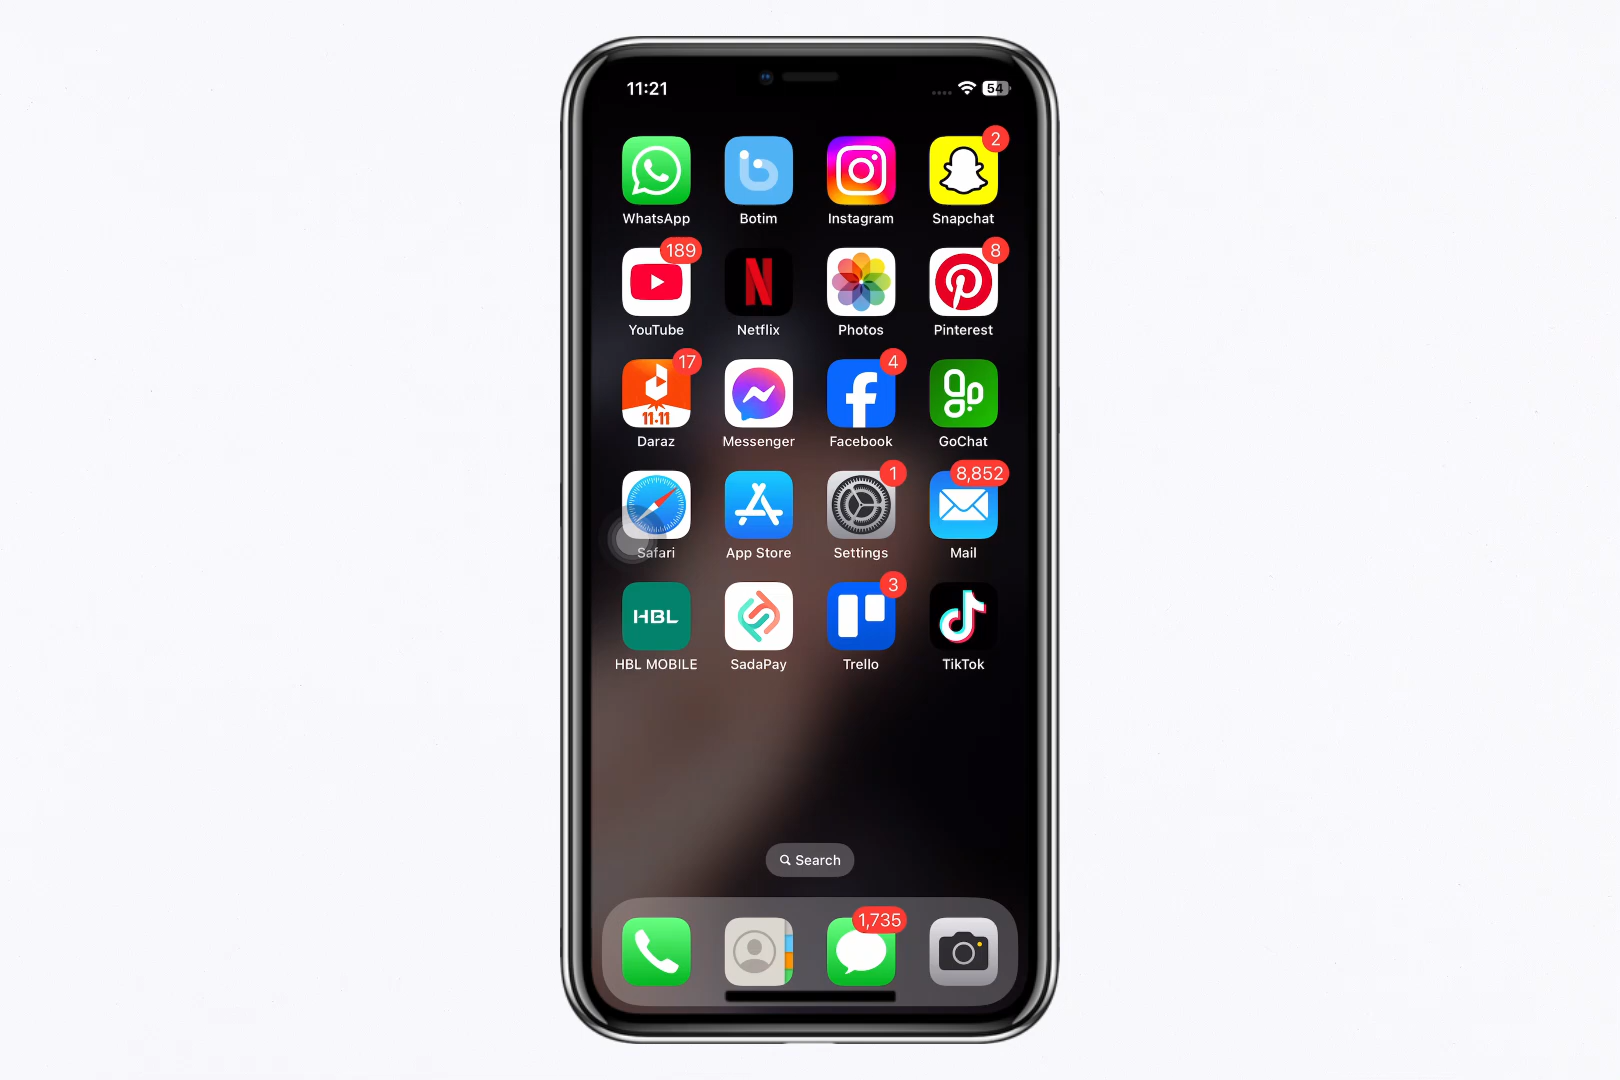 11:21 54
2
WhatsApp Botim Instagram Snapchat
189 8
YouTube Netflix Photos Pinterest
17 4
11.11
Daraz Messenger Facebook GoChat
1 8,852
Safari App Store Settings Mail
3
HBL
HBL MOBILE SadaPay Trello TikTok
Search
1,735